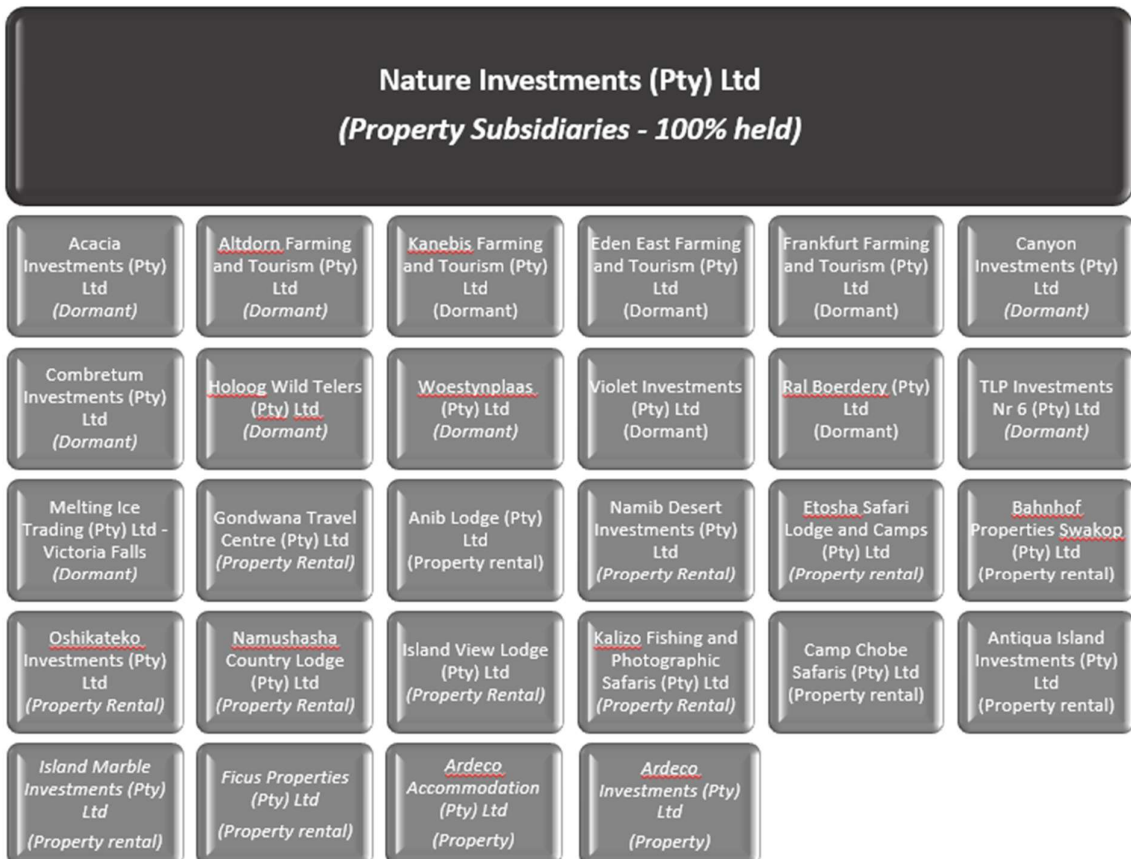 Nature Investments (Pty) Ltd
(Property Subsidiaries - 100% held)
Acacia
Investments (Pty)
Ltd
(Dormant)
Altdorn Farming
and Tourism (Pty)
Ltd
(Dormant)
Kanebis Farming
and Tourism (Pty)
Ltd
(Dormant)
Eden East Farming
and Tourism (Pty)
Ltd
(Dormant)
Frankfurt Farming
and Tourism (Pty)
Ltd
(Dormant)
Canyon
Investments (Pty)
Ltd
(Dormant)
Combretum
Investments (Pty)
Ltd
(Dormant)
Holoog Wild Telers
(Pty) Ltd
(Dormant)
Woestynplaas
(Pty) Ltd
(Dormant)
Violet Investments
(Pty) Ltd
(Dormant)
Ral Boerdery (Pty)
Ltd
(Dormant)
TLP Investments
Nr 6 (Pty) Ltd
(Dormant)
Melting Ice
Trading (Pty) Ltd -
Victoria Falls
(Dormant)
Gondwana Travel
Centre (Pty) Ltd
(Property Rental)
Anib Lodge (Pty)
Ltd
(Property rental)
Namib Desert
Investments (Pty)
Ltd
(Property Rental)
Etosha Safari
Lodge and Camps
(Pty) Ltd
(Property rental)
Bahnhof
Properties Swakop
(Pty) Ltd
(Property rental)
Oshikateko
Investments (Pty)
Ltd
(Property Rental)
Namushasha
Country Lodge
(Pty) Ltd
(Property Rental)
Island View Lodge
(Pty) Ltd
(Property Rental)
Kalizo Fishing and
Photographic
Safaris (Pty) Ltd
(Property Rental)
Camp Chobe
Safaris (Pty) Ltd
(Property rental)
Antiqua Island
Investments (Pty)
Ltd
(Property rental)
Island Marble
Investments (Pty)
Ltd
(Property rental)
Ficus Properties
(Pty) Ltd
(Property rental)
Ardeco
Accommodation
(Pty) Ltd
(Property)
Ardeco
Investments (Pty)
Ltd
(Property)